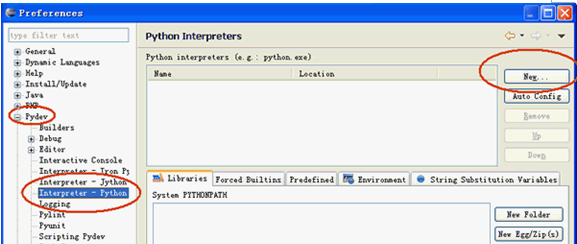 Preferences
type filter text
General
Dynamic Languages
Help
Install/Update
Java
PHP
Pydev
Builders
Debug
Editor
Interactive Console
Interpreter - Iron Py
Interpreter - Jython
Interpreter - Python
Logging
Pylint
Pyunit
Scripting Pydev
Python Interpreters
Python interpreters (e.g.: python.exe)
Name Location
New...
Auto Config
Remove
Up
Down
Libraries Forced Builtins Predefined Environment String Substitution Variables
System PYTHONPATH
New Folder
New Egg/Zip(s)